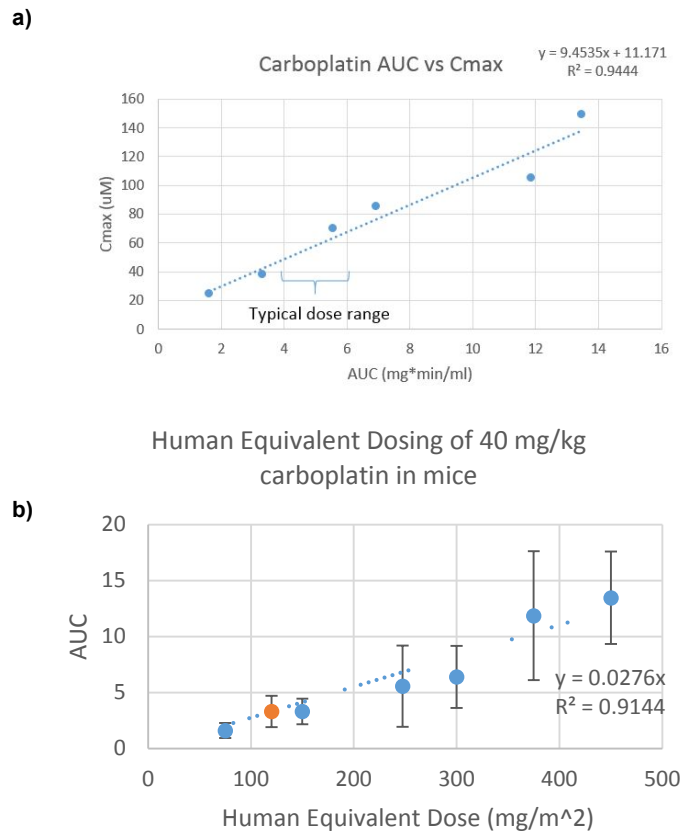 a)
Carboplatin AUC vs Cmax
y = 9.4535x + 11.171
R² = 0.9444
160
140
120
100
80
60
40
20
0
Cmax (uM)
Typical dose range
0 2 4 6 8 10 12 14 16
AUC (mg*min/ml)
Human Equivalent Dosing of 40 mg/kg
carboplatin in mice
b)
20
15
10
5
0
AUC
y = 0.0276x
R² = 0.9144
0 100 200 300 400 500
Human Equivalent Dose (mg/m^2)